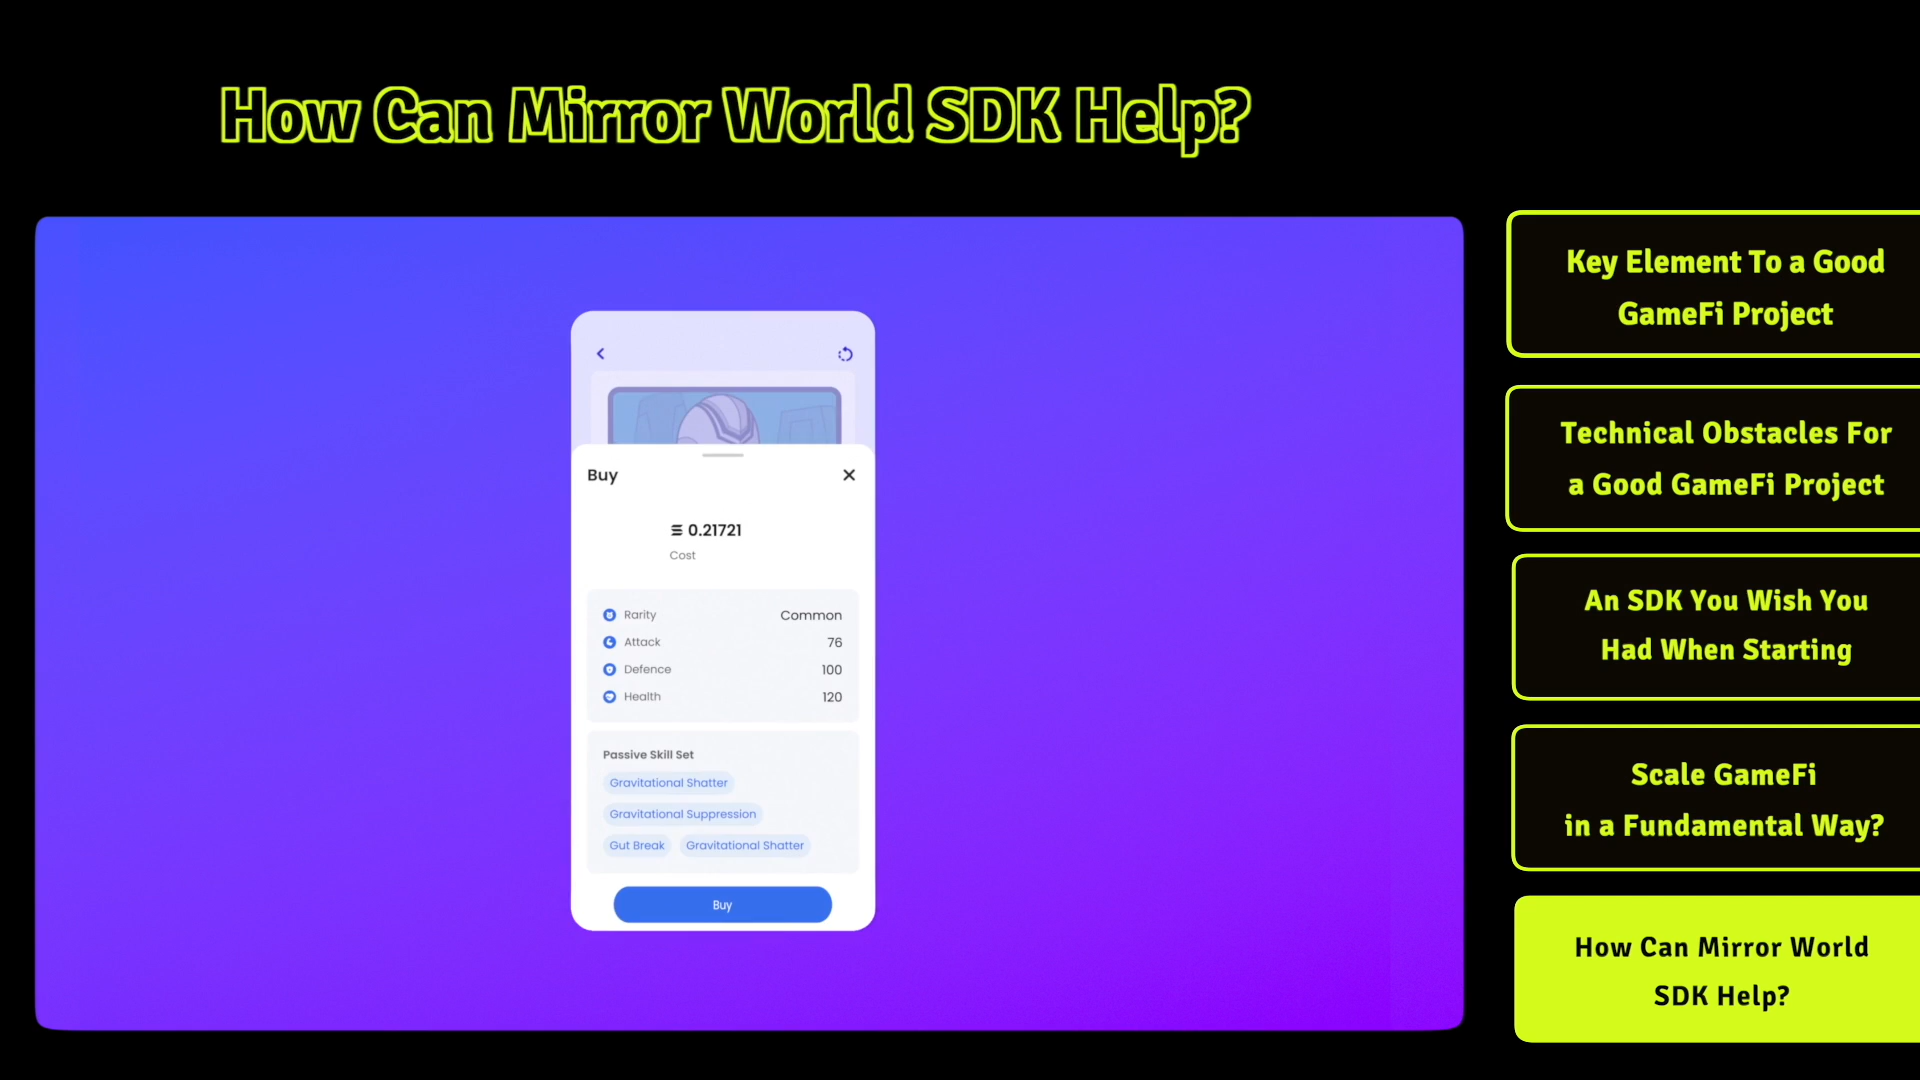 How Can Mirror World SDK Help?
Buy
0.21721
Cost
Rarity Common
Attack 76
Defence 100
Health 120
Passive Skill Set
Gravitational Shatter
Gravitational Suppression
Gut Break Gravitational Shatter
Buy
Key Element To a Good
GameFi Project
Technical Obstacles For
a Good GameFi Project
An SDK You Wish You
Had When Starting
Scale GameFi
in a Fundamental Way?
How Can Mirror World
SDK Help?